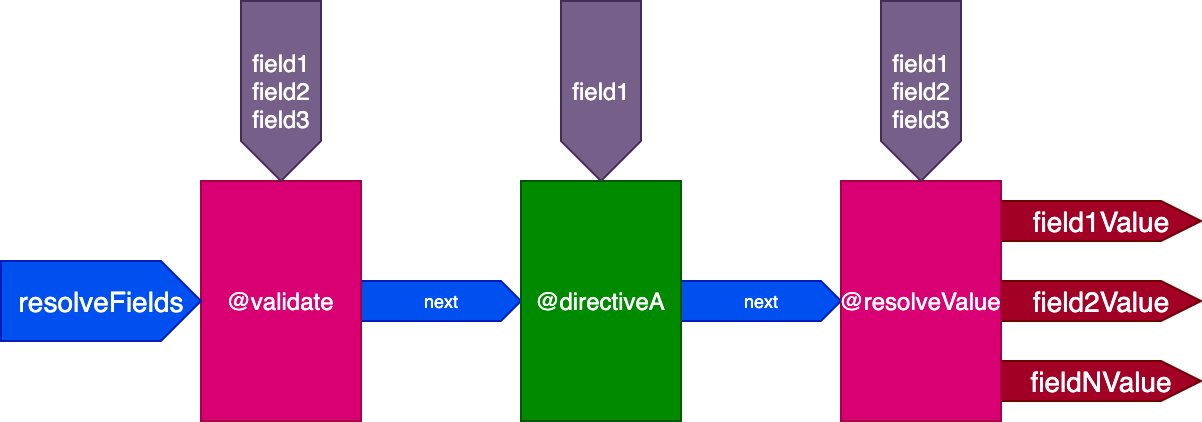 field1
field2
field3
field1
field1
field2
field3
resolveFields
@validate
next
@directiveA
next
@resolveValue
field1Value
field2Value
fieldNValue